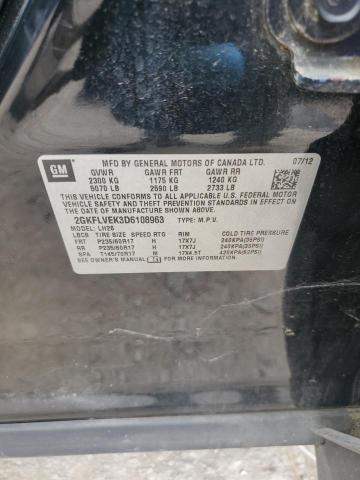 GM
MFD BY GENERAL MOTORS OF CANADA LTD. 07/12
GVWR GAWR FRT GAWR RR
2300 KG 1175 KG 1240 KG
5070 LB 2590 LB 2733 LB
THIS VEHICLE CONFORMS TO ALL APPLICABLE U.S. FEDERAL MOTOR
VEHICLE SAFETY AND THEFT PREVENTION STANDARDS IN EFFECT ON
THE DATE OF MANUFACTURE SHOWN ABOVE.
2GKFLVEK3D6108963 TYPE: M.P.V.
MODEL: LH26
TIRE SIZE SPEED RTG RIM COLD TIRE PRESSURE
FRT P235/60R17 H 17X7J 240KPA(35PSI)
RR P235/60R17 H 17X7J 240KPA(35PSI)
SPA T145/70R17 M 17X4.5T 420KPA(60PSI)
SEE OWNER'S MANUAL